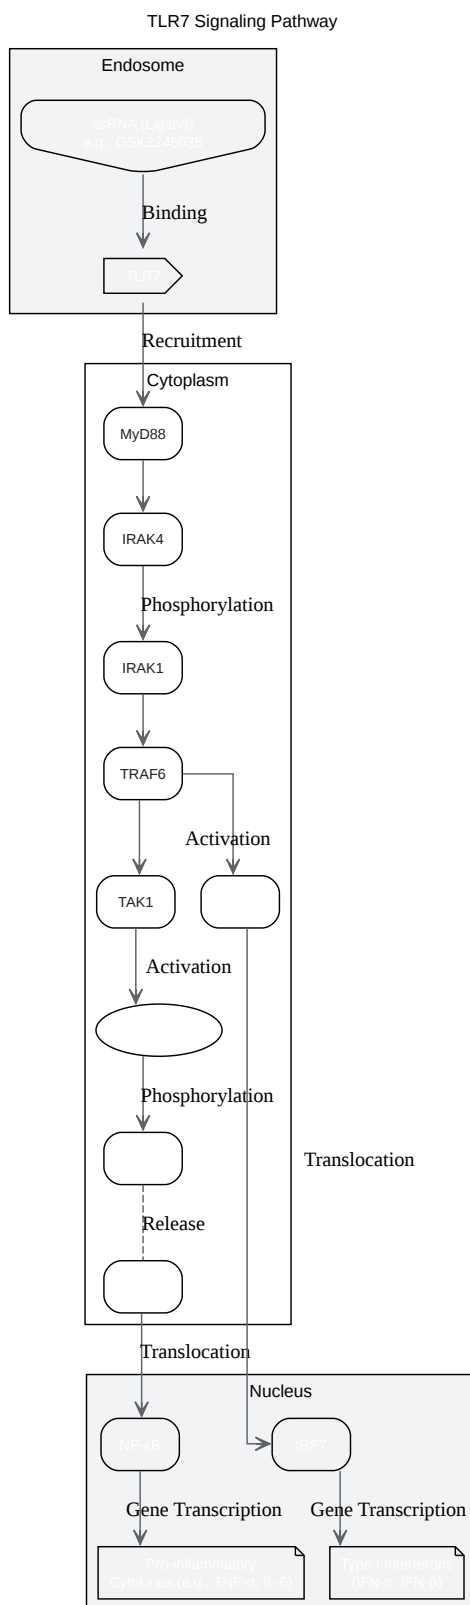 TLR7 Signaling Pathway
Endosome
ssRNA (Ligand)
e.g., GSK2245035
Binding
TLR7
Recruitment
Cytoplasm
MyD88
IRAK4
Phosphorylation
IRAK1
TRAF6
Activation
TAK1
Activation
Phosphorylation
Translocation
Release
Translocation
Nucleus
NF-κB
IRF7
Gene Transcription
Gene Transcription
Pro-inflammatory
Cytokines (e.g., TNF-α, IL-6)
Type I Interferons
(IFN-α, IFN-β)